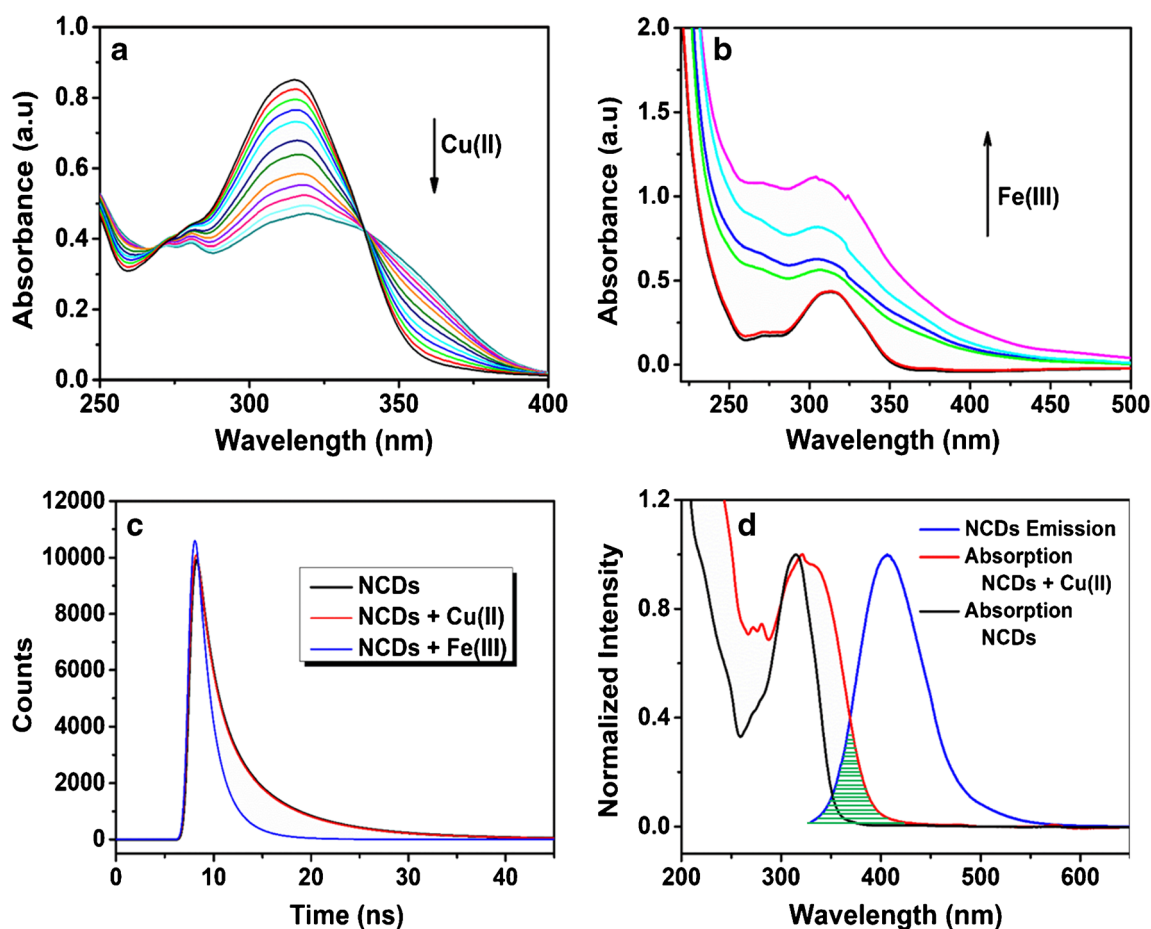 a
1.0
0.8
0.6
0.4
0.2
0.0
Absorbance (a.u)
Cu(II)
250 300 350 400
Wavelength (nm)
b
2.0
1.5
1.0
0.5
0.0
Absorbance (a.u)
Fe(III)
250 300 350 400 450 500
Wavelength (nm)
c
12000
10000
8000
6000
4000
2000
0
Counts
NCDs
NCDs + Cu(II)
NCDs + Fe(III)
0 10 20 30 40
Time (ns)
d
1.2
0.8
0.4
0.0
Normalized Intensity
NCDs Emission
Absorption
NCDs + Cu(II)
Absorption
NCDs
200 300 400 500 600
Wavelength (nm)